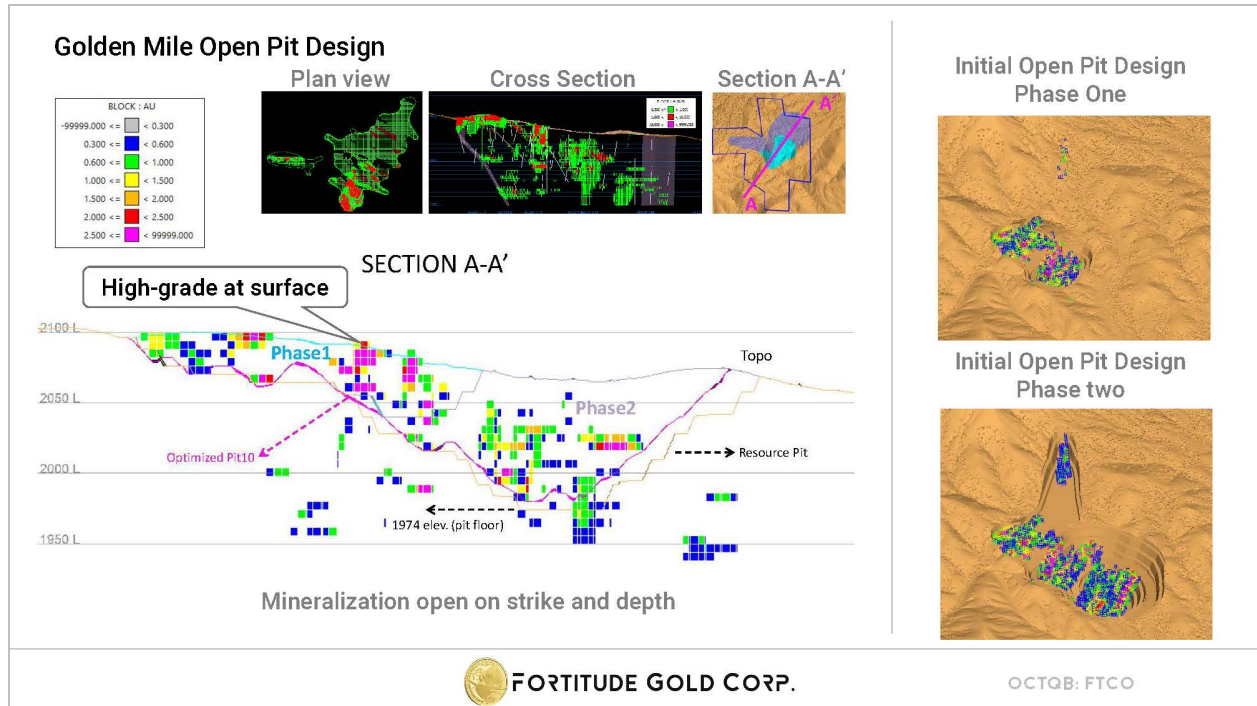 Golden Mile Open Pit Design
Plan view
Cross Section
Section A-A'
BLOCK : AU
-99999.000 <= < 0.300
0.300 <= < 0.600
0.600 <= < 1.000
1.000 <= < 1.500
1.500 <= < 2.000
2.000 <= < 2.500
2.500 <= < 99999.000
A'
A
SECTION A-A'
High-grade at surface
2100 L
Phase1
Topo
2050 L
Phase2
Optimized Pit10
Resource Pit
2000 L
1974 elev. (pit floor)
1950 L
Mineralization open on strike and depth
Initial Open Pit Design
Phase One
Initial Open Pit Design
Phase two
FORTITUDE GOLD CORP.
OCTQB: FTCO